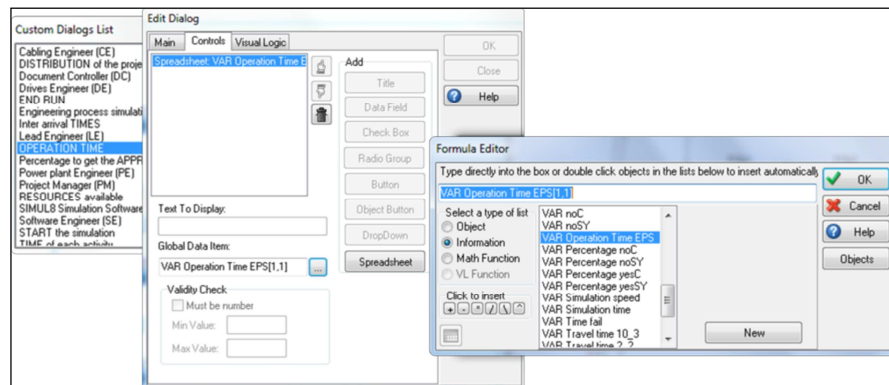 Custom Dialogs List
Cabling Engineer (CE)
DISTRIBUTION of the proje
Document Controller (DC)
Drives Engineer (DE)
END RUN
Engineering process simulati
Inter arrival TIMES
Lead Engineer (LE)
OPERATION TIME
Percentage to get the APPR
Power plant Engineer (PE)
Project Manager (PM)
RESOURCES available
SIMUL8 Simulation Software
Software Engineer (SE)
START the simulation
TIME of each activity
Edit Dialog
Main
Controls
Visual Logic
Spreadsheet: VAR Operation Time E
Text To Display:
Global Data Item:
VAR Operation Time EPS[1,1]
...
Validity Check
Must be number
Min Value:
Max Value:
Add
Title
Data Field
Check Box
Radio Group
Button
Object Button
DropDown
Spreadsheet
OK
Close
Help
Formula Editor
Type directly into the box or double click objects in the lists below to insert automatically
VAR Operation Time EPS[1,1]
Select a type of list
Object
Information
Math Function
VL Function
Click to insert
+ - * / \ ^
VAR noC
VAR noSY
VAR Operation Time EPS
VAR Percentage noC
VAR Percentage noSY
VAR Percentage yesC
VAR Percentage yesSY
VAR Simulation speed
VAR Simulation time
VAR Time fail
VAR Travel time 10_3
VAR Travel time 2_2
New
OK
Cancel
Help
Objects